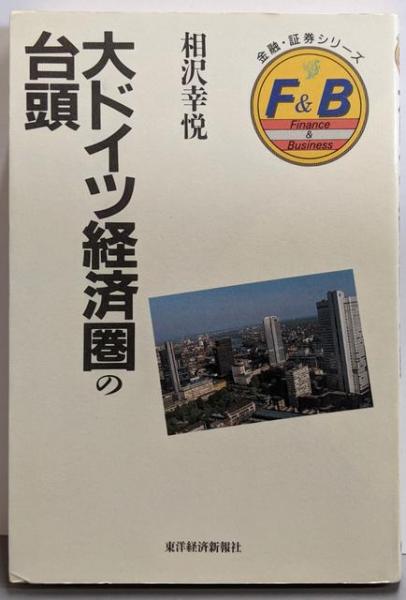 大ドイツ経済圏の
台頭
相沢幸悦
金融・証券シリーズ
F&B
Finance
&
Business
東洋経済新報社